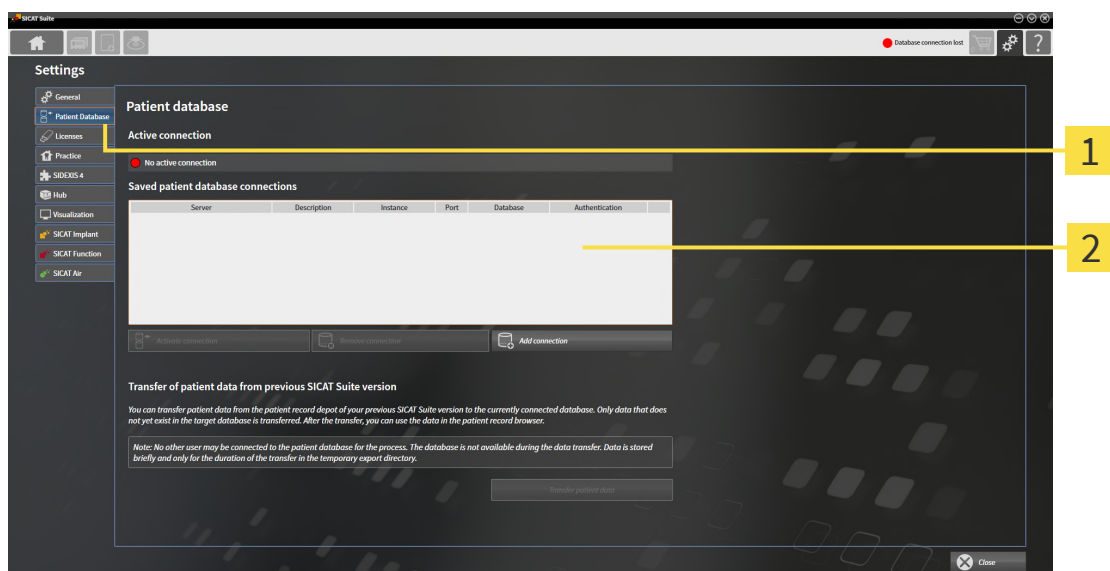 SICAT Suite
Database connection lost
?
Settings
General
Patient Database
Licenses
Practice
SIDEXIS 4
Hub
Visualization
SICAT Implant
SICAT Function
SICAT Air
Patient database
Active connection
No active connection
Saved patient database connections
Server Description Instance Port Database Authentication
Activate connection Remove connection Add connection
Transfer of patient data from previous SICAT Suite version
You can transfer patient data from the patient record depot of your previous SICAT Suite version to the currently connected database. Only data that does
not yet exist in the target database is transferred. After the transfer, you can use the data in the patient record browser.
Note: No other user may be connected to the patient database for the process. The database is not available during the data transfer. Data is stored
briefly and only for the duration of the transfer in the temporary export directory.
Transfer patient data
Close
1
2